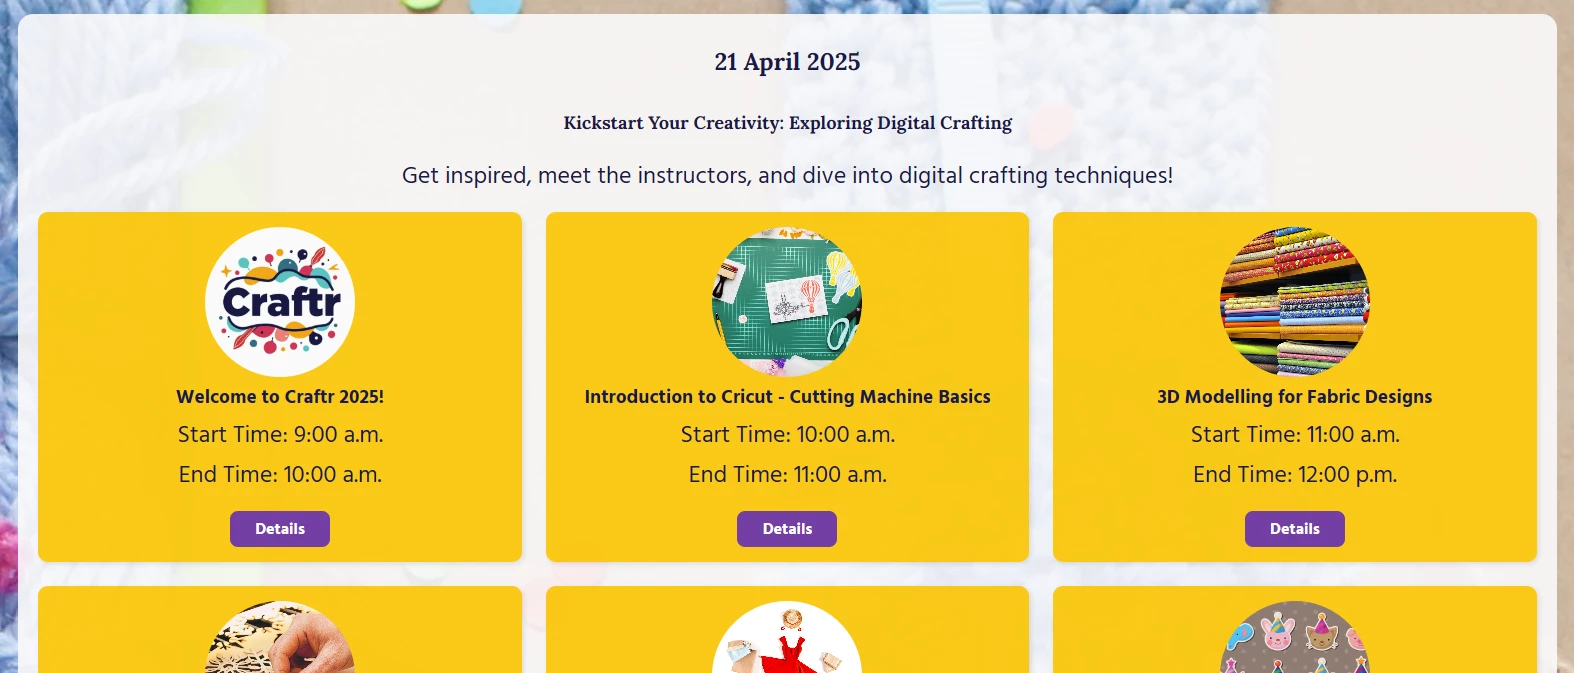 21 April 2025
Kickstart Your Creativity: Exploring Digital Crafting
Get inspired, meet the instructors, and dive into digital crafting techniques!
Craftr
Welcome to Craftr 2025!
Start Time: 9:00 a.m.
End Time: 10:00 a.m.
Details
Introduction to Cricut - Cutting Machine Basics
Start Time: 10:00 a.m.
End Time: 11:00 a.m.
Details
3D Modelling for Fabric Designs
Start Time: 11:00 a.m.
End Time: 12:00 p.m.
Details